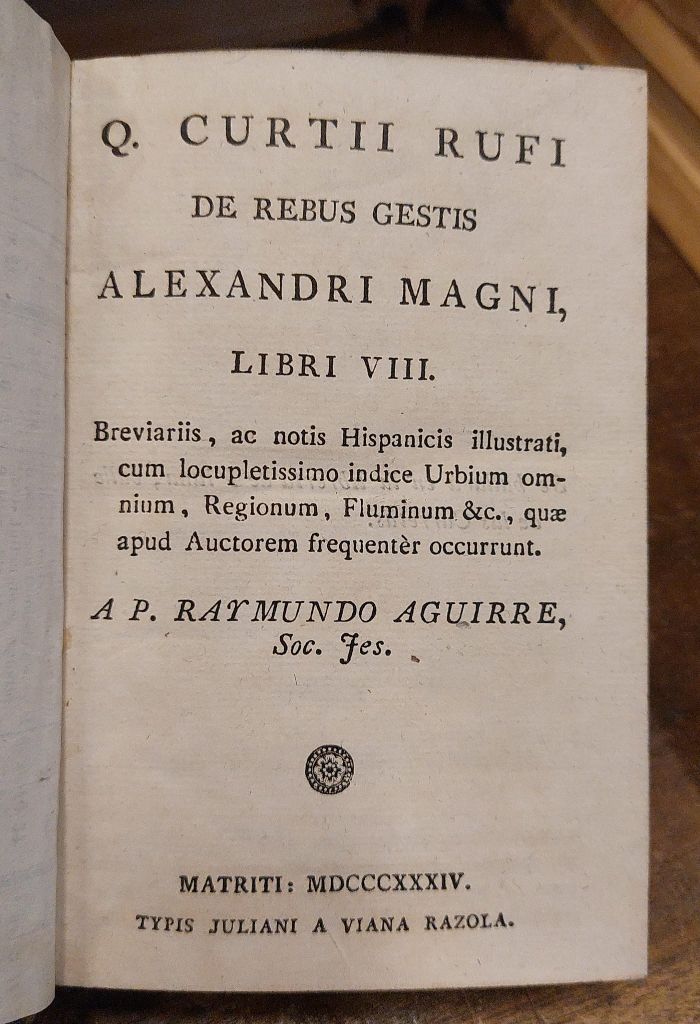 Q. CURTII RUFI
DE REBUS GESTIS
ALEXANDRI MAGNI,
LIBRI VIII.
Breviariis, ac notis Hispanicis illustrati,
cum locupletissimo indice Urbium om-
nium, Regionum, Fluminum &c., quæ
apud Auctorem frequentèr occurrunt.
A P. RAYMUNDO AGUIRRE,
Soc. Jes.
MATRITI: MDCCCXXXIV.
TYPIS JULIANI A VIANA RAZOLA.